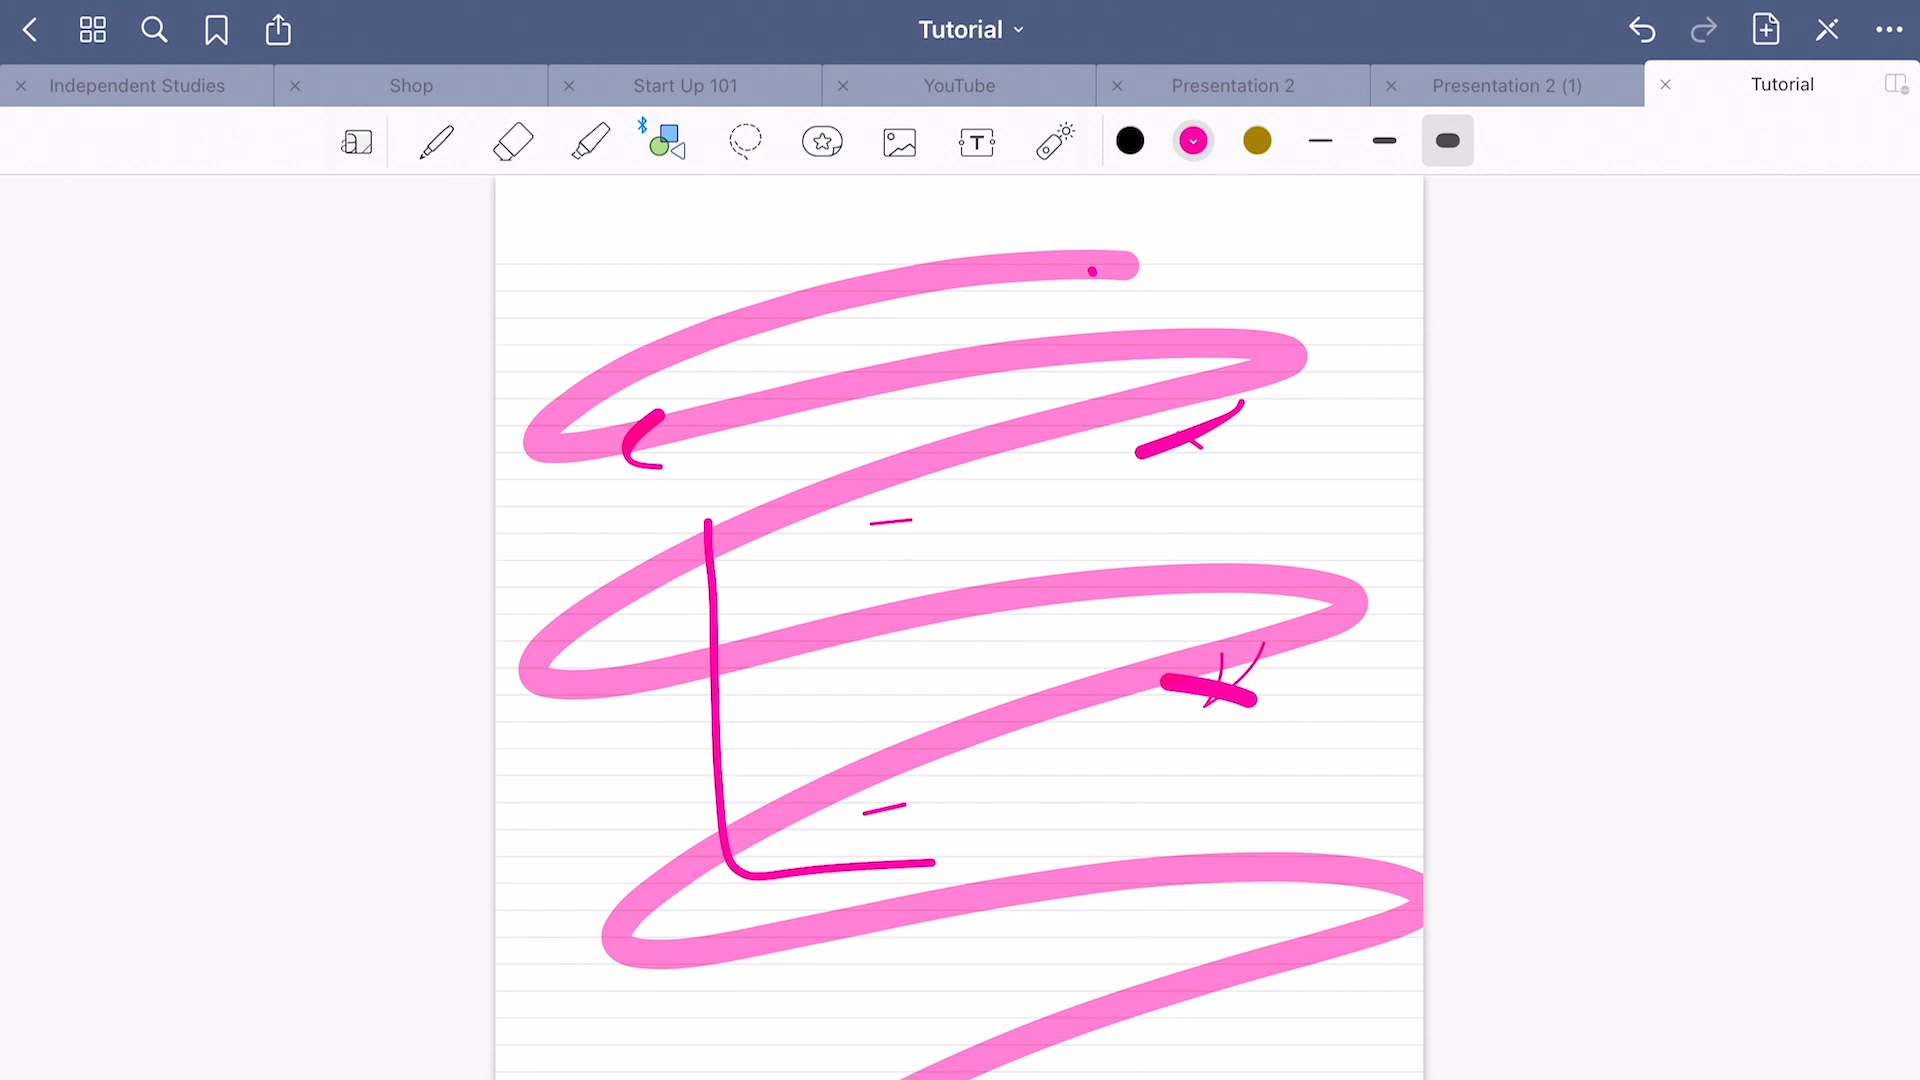 Tutorial
Independent Studies
Shop
Start Up 101
YouTube
Presentation 2
Presentation 2 (1)
Tutorial